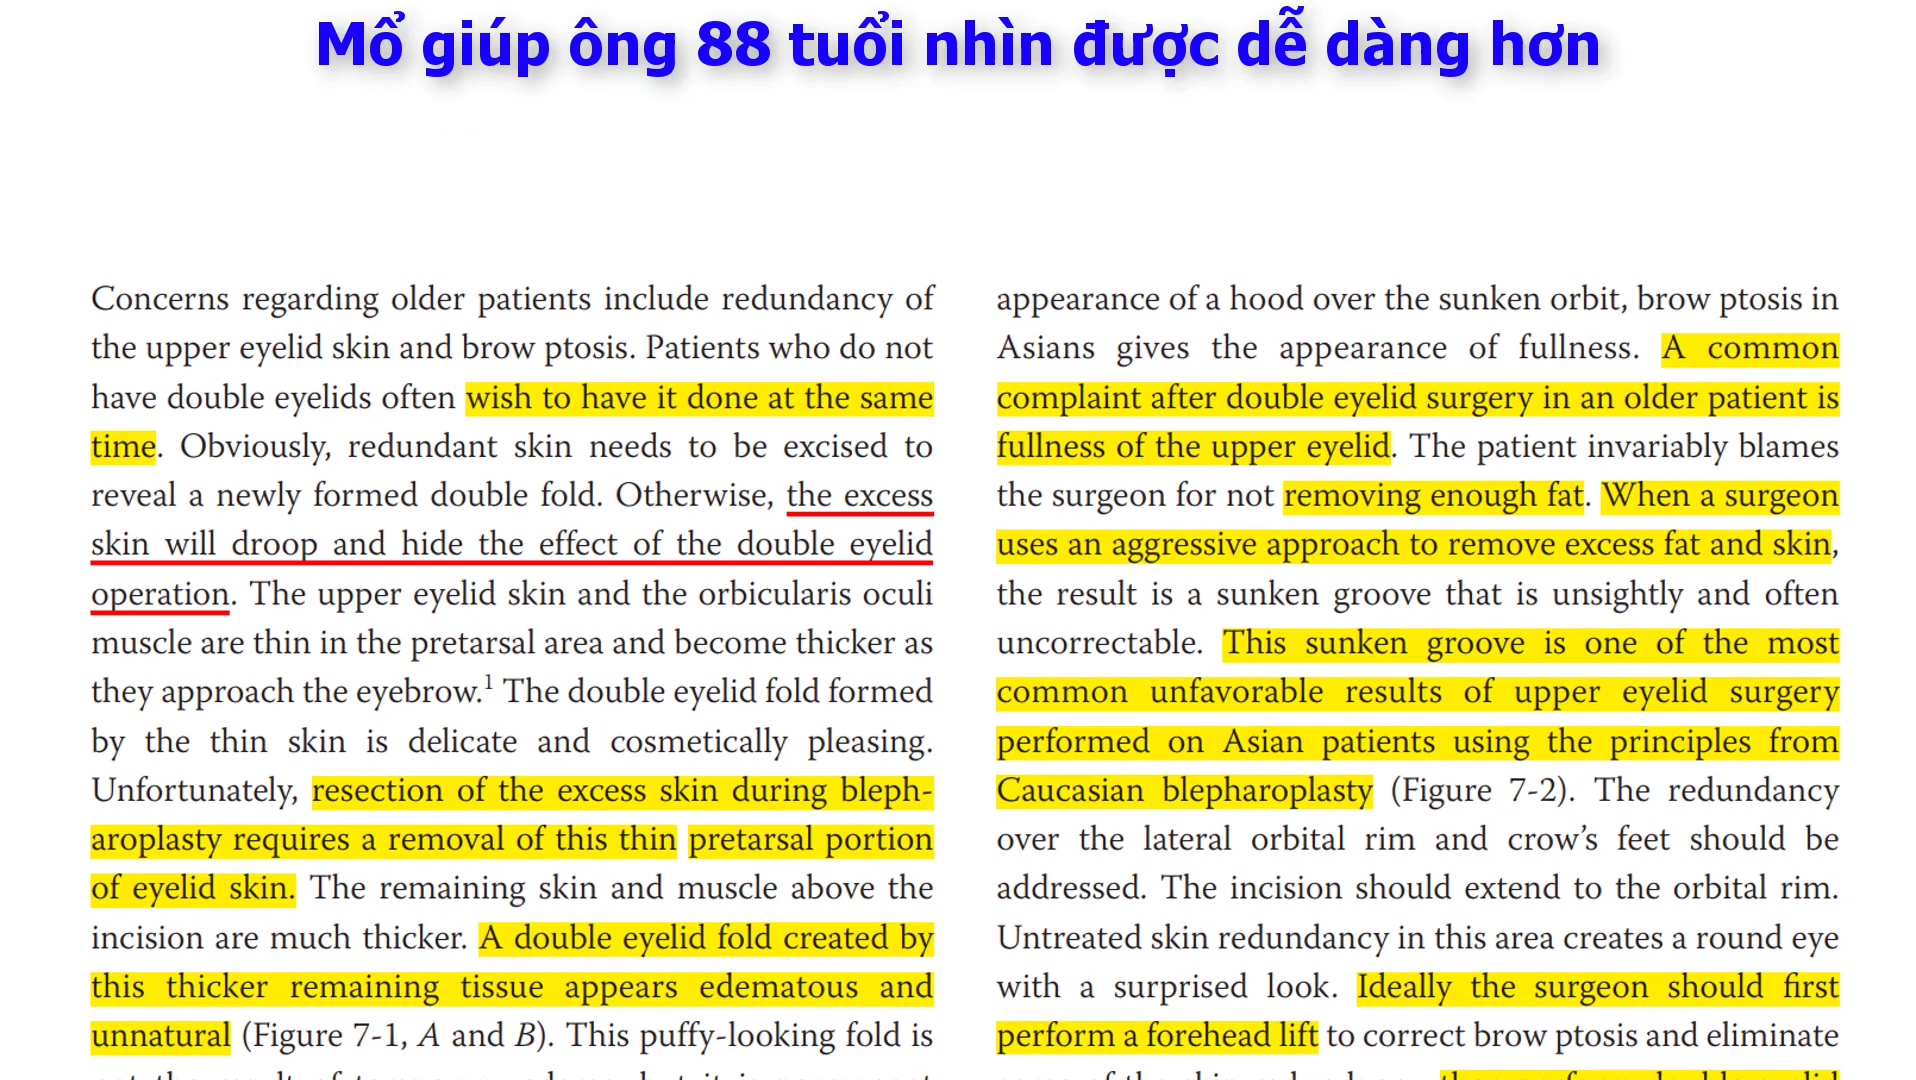 Mổ giúp ông 88 tuổi nhìn được dễ dàng hơn
Concerns regarding older patients include redundancy of
the upper eyelid skin and brow ptosis. Patients who do not
have double eyelids often wish to have it done at the same
time. Obviously, redundant skin needs to be excised to
reveal a newly formed double fold. Otherwise, the excess
skin will droop and hide the effect of the double eyelid
operation. The upper eyelid skin and the orbicularis oculi
muscle are thin in the pretarsal area and become thicker as
they approach the eyebrow.¹ The double eyelid fold formed
by the thin skin is delicate and cosmetically pleasing.
Unfortunately, resection of the excess skin during bleph-
aroplasty requires a removal of this thin pretarsal portion
of eyelid skin. The remaining skin and muscle above the
incision are much thicker. A double eyelid fold created by
this thicker remaining tissue appears edematous and
unnatural (Figure 7-1, A and B). This puffy-looking fold is
appearance of a hood over the sunken orbit, brow ptosis in
Asians gives the appearance of fullness. A common
complaint after double eyelid surgery in an older patient is
fullness of the upper eyelid. The patient invariably blames
the surgeon for not removing enough fat. When a surgeon
uses an aggressive approach to remove excess fat and skin,
the result is a sunken groove that is unsightly and often
uncorrectable. This sunken groove is one of the most
common unfavorable results of upper eyelid surgery
performed on Asian patients using the principles from
Caucasian blepharoplasty (Figure 7-2). The redundancy
over the lateral orbital rim and crow's feet should be
addressed. The incision should extend to the orbital rim.
Untreated skin redundancy in this area creates a round eye
with a surprised look. Ideally the surgeon should first
perform a forehead lift to correct brow ptosis and eliminate